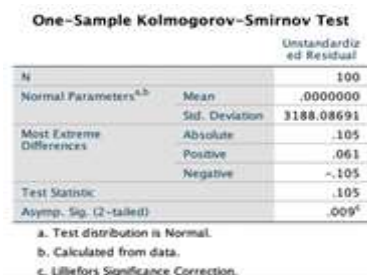 One-Sample Kolmogorov-Smirnov Test
Unstandardiz
ed Residual
N 100
Normal Parameters a,b Mean .0000000
Std. Deviation 3188.08691
Most Extreme Differences Absolute .105
Positive .061
Negative -.105
Test Statistic .105
Asymp. Sig. (2-tailed) .009c
a. Test distribution is Normal.
b. Calculated from data.
c. Lilliefors Significance Correction.